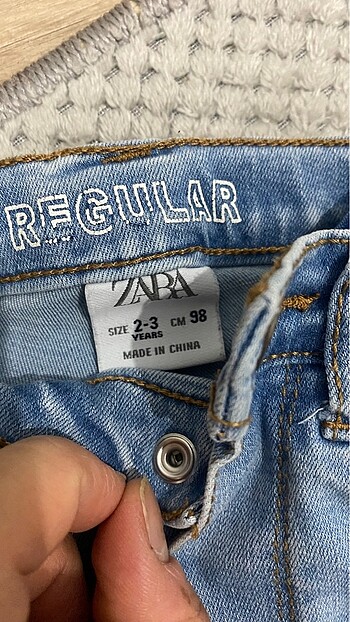 REGULAR
ZARA
SIZE 2-3 CM 98
YEARS
MADE IN CHINA